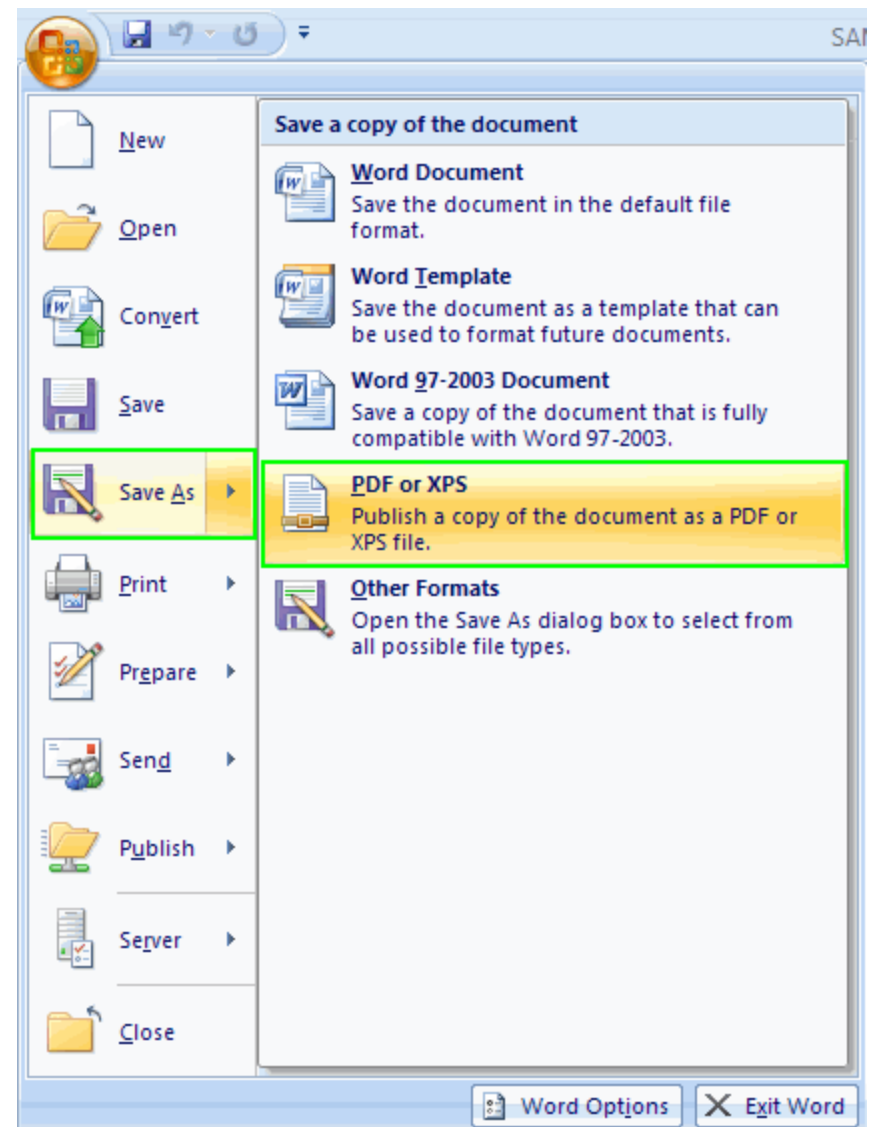 SAM
New
Open
Convert
Save
Save As
Print
Prepare
Send
Publish
Server
Close
Save a copy of the document
Word Document
Save the document in the default file
format.
Word Template
Save the document as a template that can
be used to format future documents.
Word 97-2003 Document
Save a copy of the document that is fully
compatible with Word 97-2003.
PDF or XPS
Publish a copy of the document as a PDF or
XPS file.
Other Formats
Open the Save As dialog box to select from
all possible file types.
Word Options
Exit Word